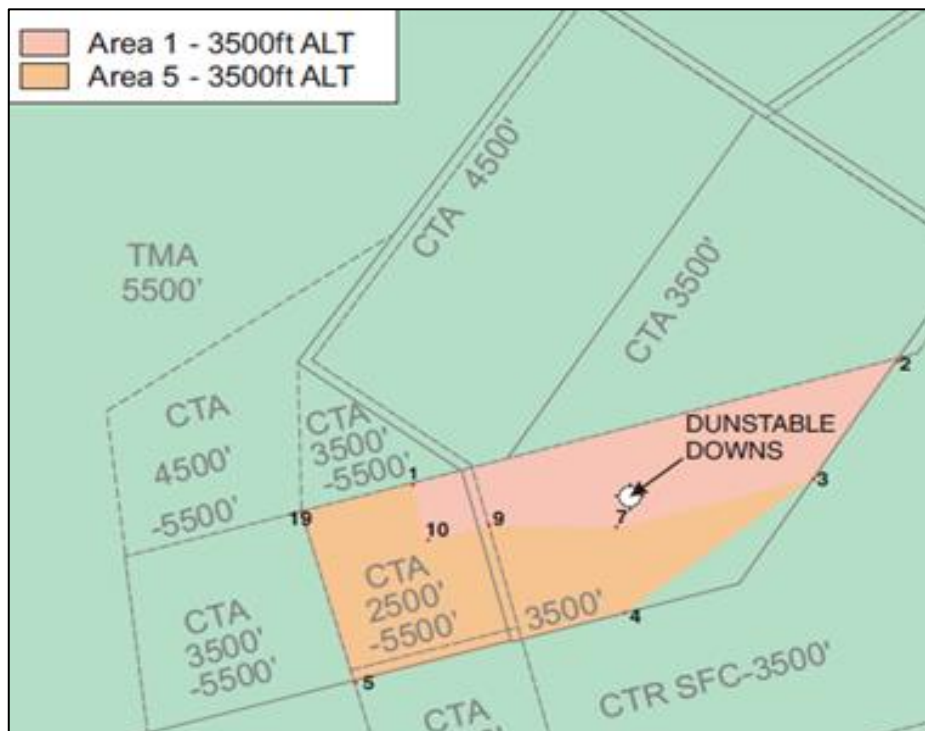 Area 1 - 3500ft ALT
Area 5 - 3500ft ALT
CTA 4500'
TMA
5500'
CTA 3500'
2
CTA
4500'
-5500'
CTA
3500'
-5500'
DUNSTABLE
DOWNS
1
3
19
10
9
7
CTA
2500'
-5500'
CTA
3500'
-5500'
3500'
4
5
CTR SFC-3500'
CTA